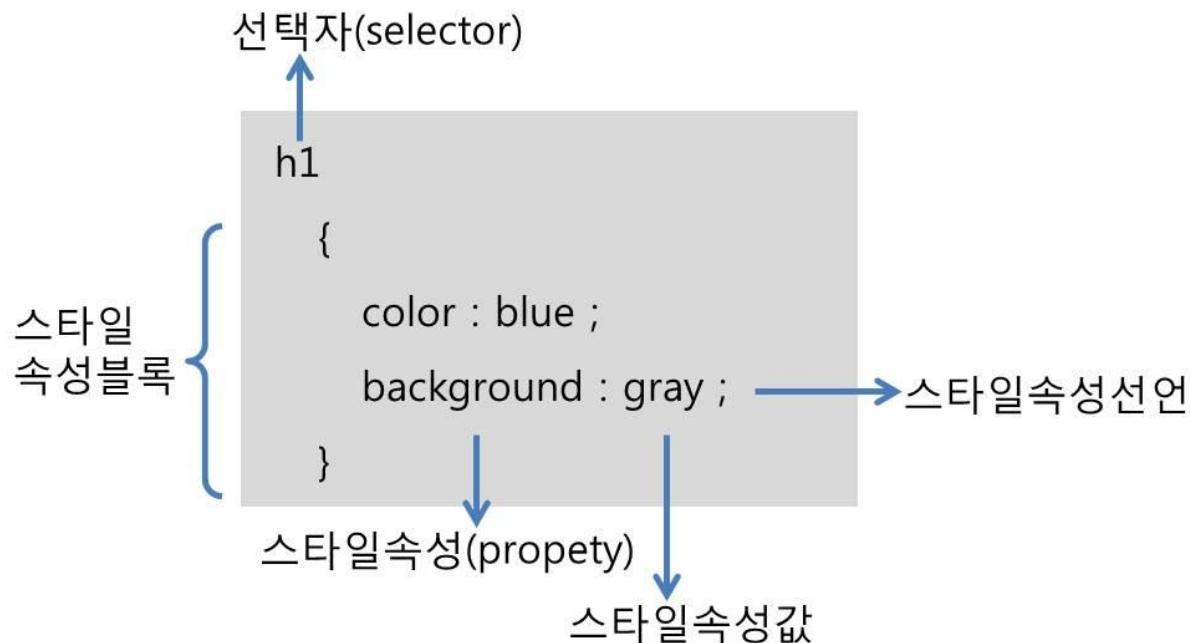 선택자(selector)
h1
{
color : blue ;
스타일
속성블록
background : gray ;
스타일속성선언
}
스타일속성(propety)
스타일속성값